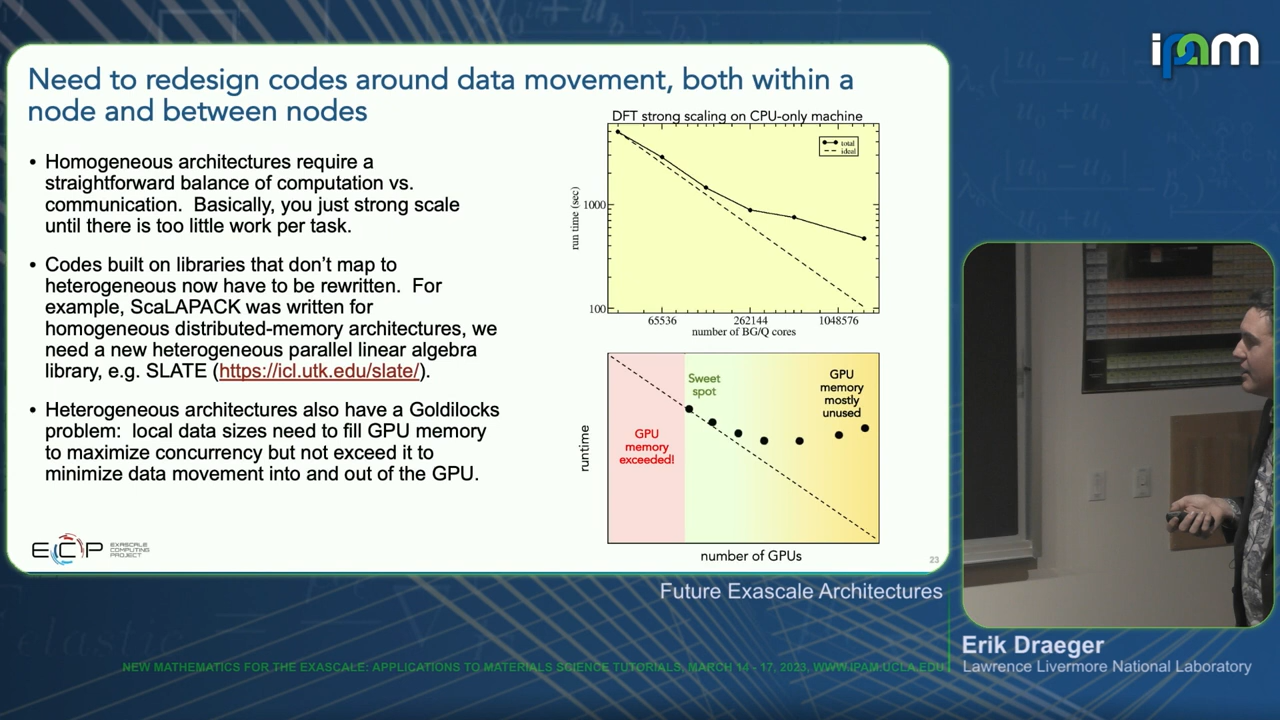 ipam
Need to redesign codes around data movement, both within a
node and between nodes
• Homogeneous architectures require a
straightforward balance of computation vs.
communication. Basically, you just strong scale
until there is too little work per task.
• Codes built on libraries that don’t map to
heterogeneous now have to be rewritten. For
example, ScaLAPACK was written for
homogeneous distributed-memory architectures, we
need a new heterogeneous parallel linear algebra
library, e.g. SLATE (https://icl.utk.edu/slate/).
• Heterogeneous architectures also have a Goldilocks
problem: local data sizes need to fill GPU memory
to maximize concurrency but not exceed it to
minimize data movement into and out of the GPU.
DFT strong scaling on CPU-only machine
total
ideal
run time (sec)
1000
100
65536
262144
1048576
number of BG/Q cores
runtime
GPU
memory
exceeded!
Sweet
spot
GPU
memory
mostly
unused
number of GPUs
ECP
EXASCALE
COMPUTING
PROJECT
23
Future Exascale Architectures
Erik Draeger
Lawrence Livermore National Laboratory
NEW MATHEMATICS FOR THE EXASCALE: APPLICATIONS TO MATERIALS SCIENCE TUTORIALS, MARCH 14 - 17, 2023, WWW.IPAM.UCLA.EDU
elastic